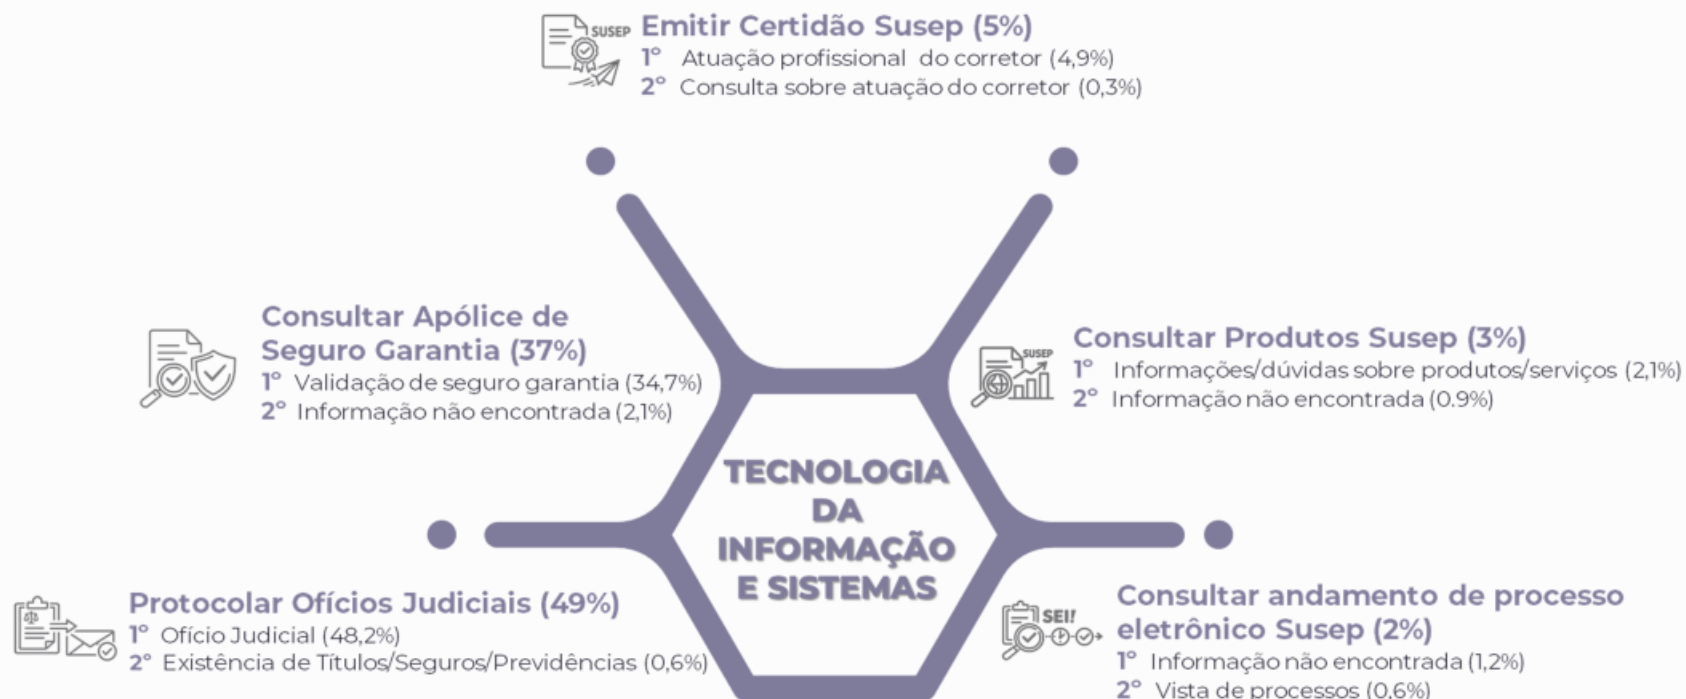 SUSEP
Emitir Certidão Susep (5%)
1º Atuação profissional do corretor (4,9%)
2º Consulta sobre atuação do corretor (0,3%)
Consultar Apólice de
Seguro Garantia (37%)
1º Validação de seguro garantia (34,7%)
2º Informação não encontrada (2,1%)
SUSEP
Consultar Produtos Susep (3%)
1º Informações/dúvidas sobre produtos/serviços (2,1%)
2º Informação não encontrada (0.9%)
TECNOLOGIA
DA
INFORMAÇÃO
E SISTEMAS
Protocolar Ofícios Judiciais (49%)
1º Ofício Judicial (48,2%)
2º Existência de Títulos/Seguros/Previdências (0,6%)
SEI!
Consultar andamento de processo
eletrônico Susep (2%)
1º Informação não encontrada (1,2%)
2º Vista de processos (0,6%)